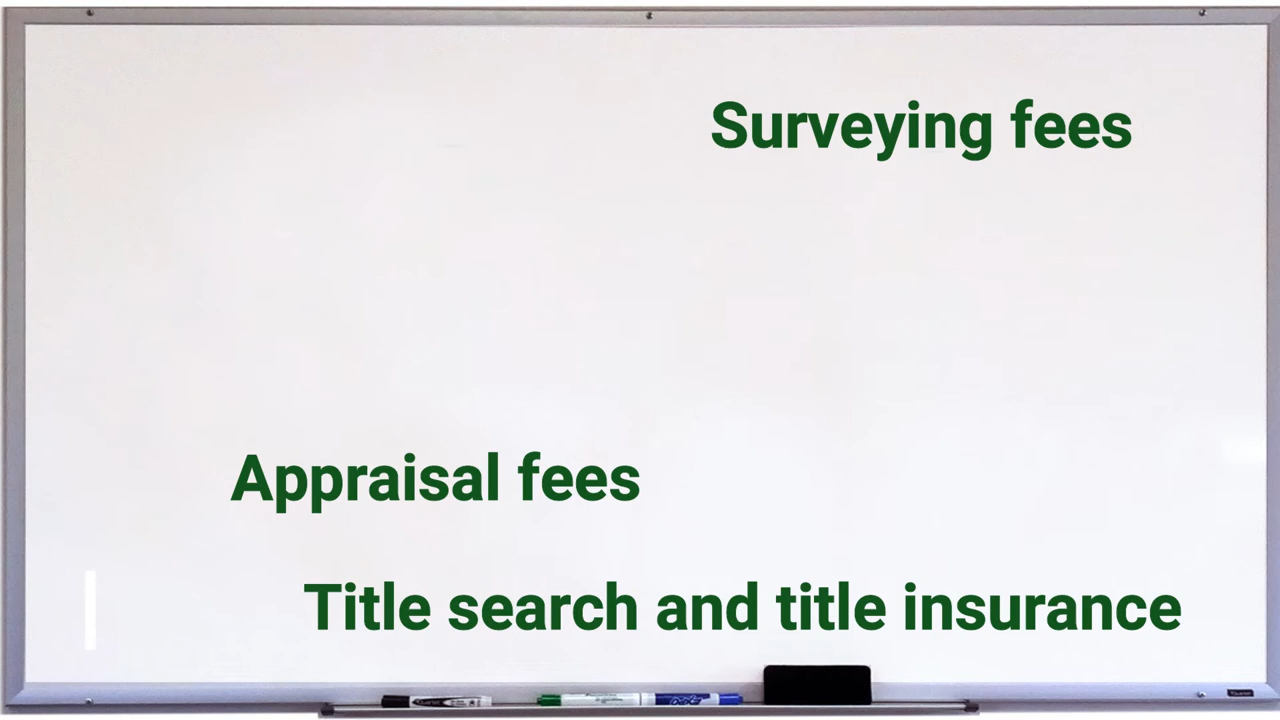 Surveying fees
Appraisal fees
Title search and title insurance